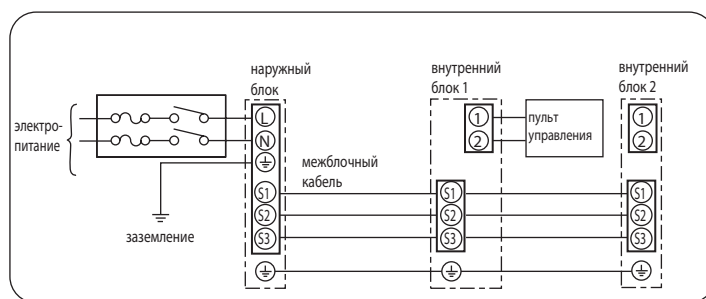 наружный
блок
внутренний
блок 1
внутренний
блок 2
электро-
питание
L
N
1
2
пульт
управления
1
2
межблочный
кабель
S1
S2
S3
S1
S2
S3
S1
S2
S3
заземление